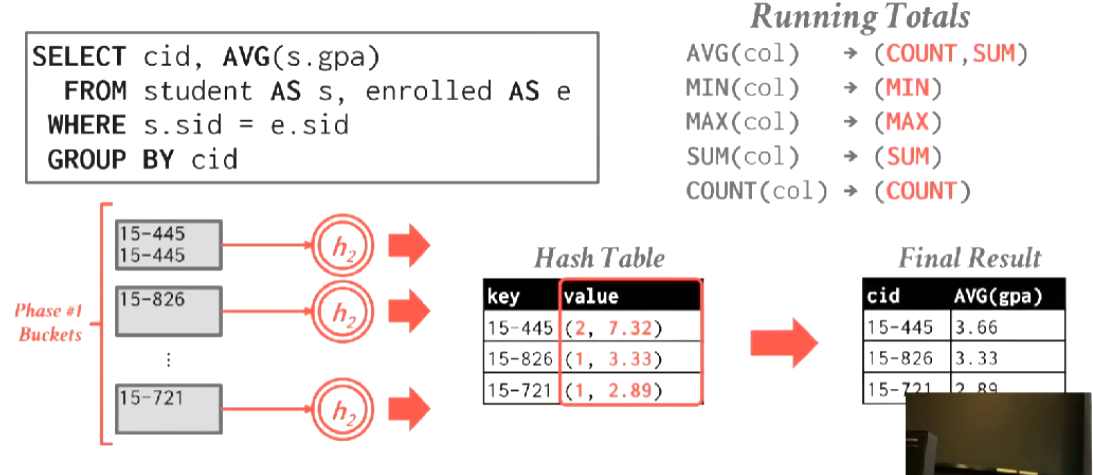 Running Totals
SELECT cid, AVG(s.gpa)
FROM student AS s, enrolled AS e
WHERE s.sid = e.sid
GROUP BY cid
AVG(col) → (COUNT,SUM)
MIN(col) → (MIN)
MAX(col) → (MAX)
SUM(col) → (SUM)
COUNT(col) → (COUNT)
Phase #1
Buckets
15-445
15-445
h2
15-826
h2
⋮
15-721
h2
Hash Table
key value
15-445 (2, 7.32)
15-826 (1, 3.33)
15-721 (1, 2.89)
Final Result
cid AVG(gpa)
15-445 3.66
15-826 3.33
15-721 2.89